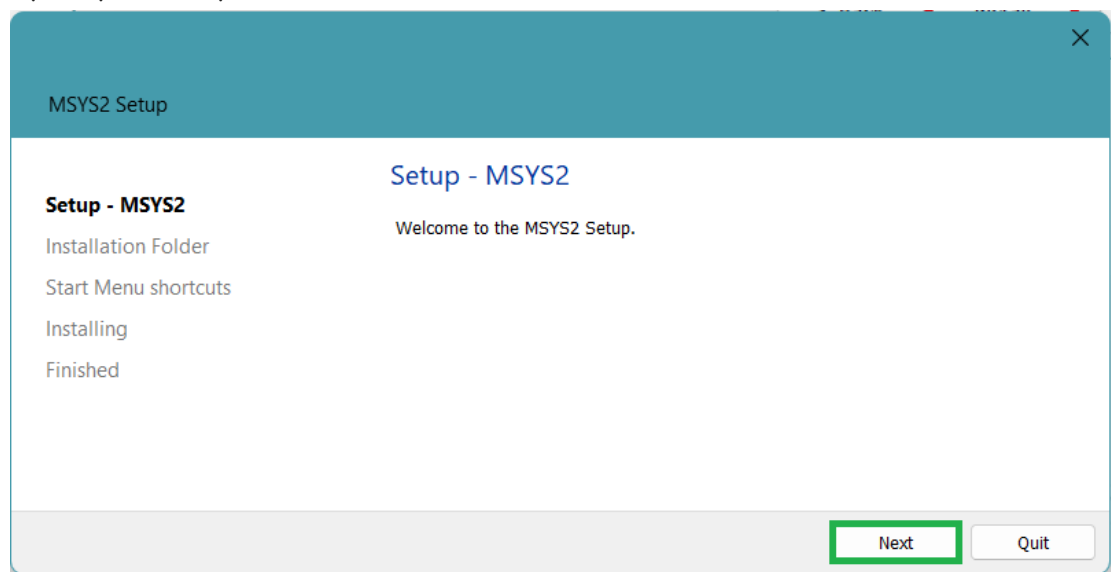 MSYS2 Setup
Setup - MSYS2
Installation Folder
Start Menu shortcuts
Installing
Finished
Setup - MSYS2
Welcome to the MSYS2 Setup.
Next
Quit